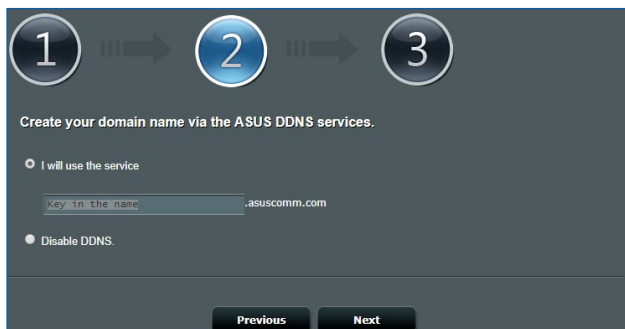 1 2 3
Create your domain name via the ASUS DDNS services.
I will use the service
Key in the name .asuscomm.com
Disable DDNS.
Previous Next